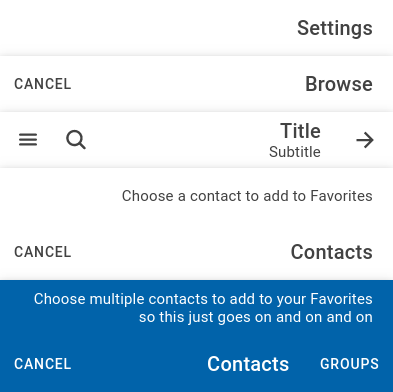 Settings
CANCEL
Browse
Title
Subtitle
Choose a contact to add to Favorites
CANCEL
Contacts
Choose multiple contacts to add to your Favorites
so this just goes on and on and on
CANCEL
Contacts
GROUPS